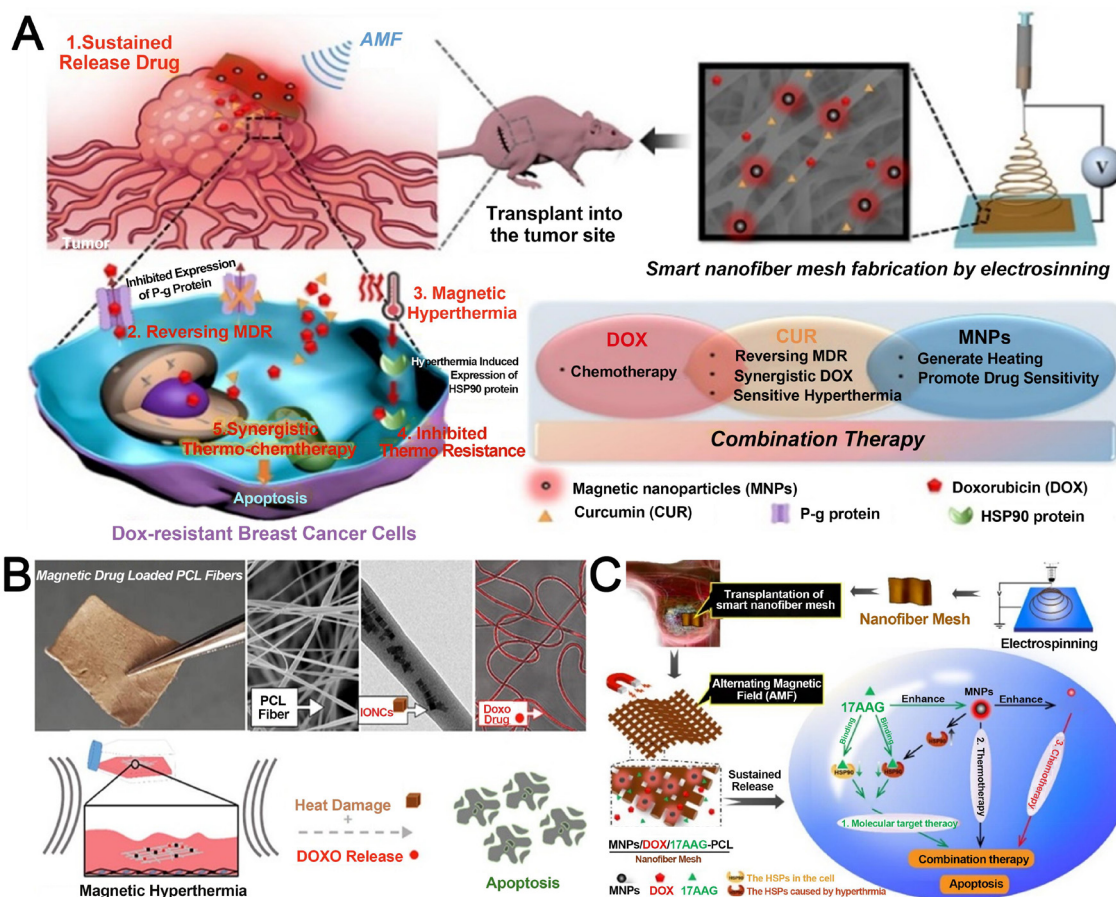 A
1.Sustained
Release Drug
AMF
Tumor
Transplant into
the tumor site
V
Smart nanofiber mesh fabrication by electrosinning
Inhibited Expression
of P-g Protein
2. Reversing MDR
3. Magnetic
Hyperthermia
Hyperthermia Induced
Expression of
HSP90 protein
4. Inhibited
Thermo Resistance
5.Synergistic
Thermo-chemtherapy
Apoptosis
Dox-resistant Breast Cancer Cells
DOX
* Chemotherapy
CUR
* Reversing MDR
* Synergistic DOX
* Sensitive Hyperthermia
MNPs
* Generate Heating
* Promote Drug Sensitivity
Combination Therapy
Magnetic nanoparticles (MNPs)
Doxorubicin (DOX)
Curcumin (CUR)
P-g protein
HSP90 protein
B
Magnetic Drug Loaded PCL Fibers
PCL
Fiber
IONCs
Doxo
Drug
Magnetic Hyperthermia
Heat Damage
+
DOXO Release
Apoptosis
C
Transplantation of
smart nanofiber mesh
Nanofiber Mesh
V
Electrospinning
Alternating Magnetic
Field (AMF)
Sustained
Release
MNPs/DOX/17AAG-PCL
Nanofiber Mesh
MNPs
DOX
17AAG
HSP90
The HSPs in the cell
HSP90
The HSPs caused by hyperthrmia
17AAG
Enhance
MNPs
Enhance
Binding
Binding
HSP90
HSP90
HSP90
1. Molecular target theraoy
2. Thermotherapy
3. Chemotherapy
Combination therapy
Apoptosis